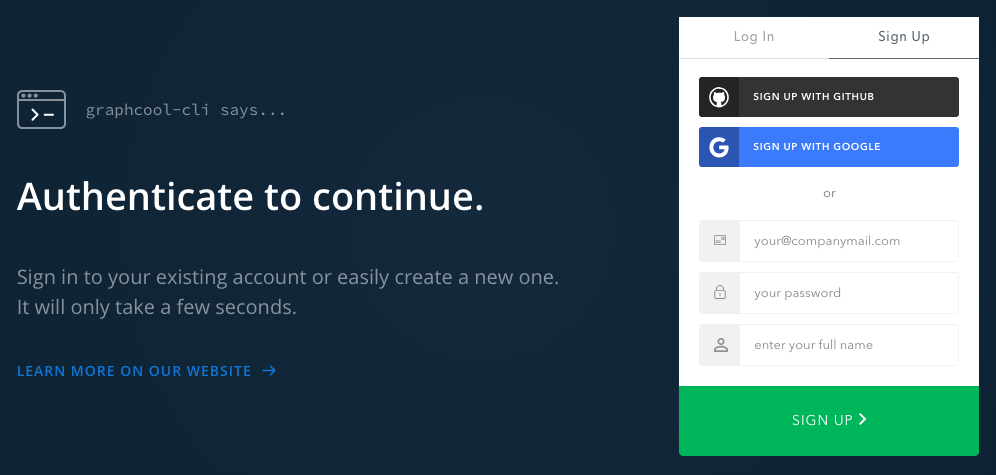 graphcool-cli says...
Authenticate to continue.
Sign in to your existing account or easily create a new one.
It will only take a few seconds.
LEARN MORE ON OUR WEBSITE →
Log In
Sign Up
SIGN UP WITH GITHUB
SIGN UP WITH GOOGLE
or
your@companymail.com
your password
enter your full name
SIGN UP